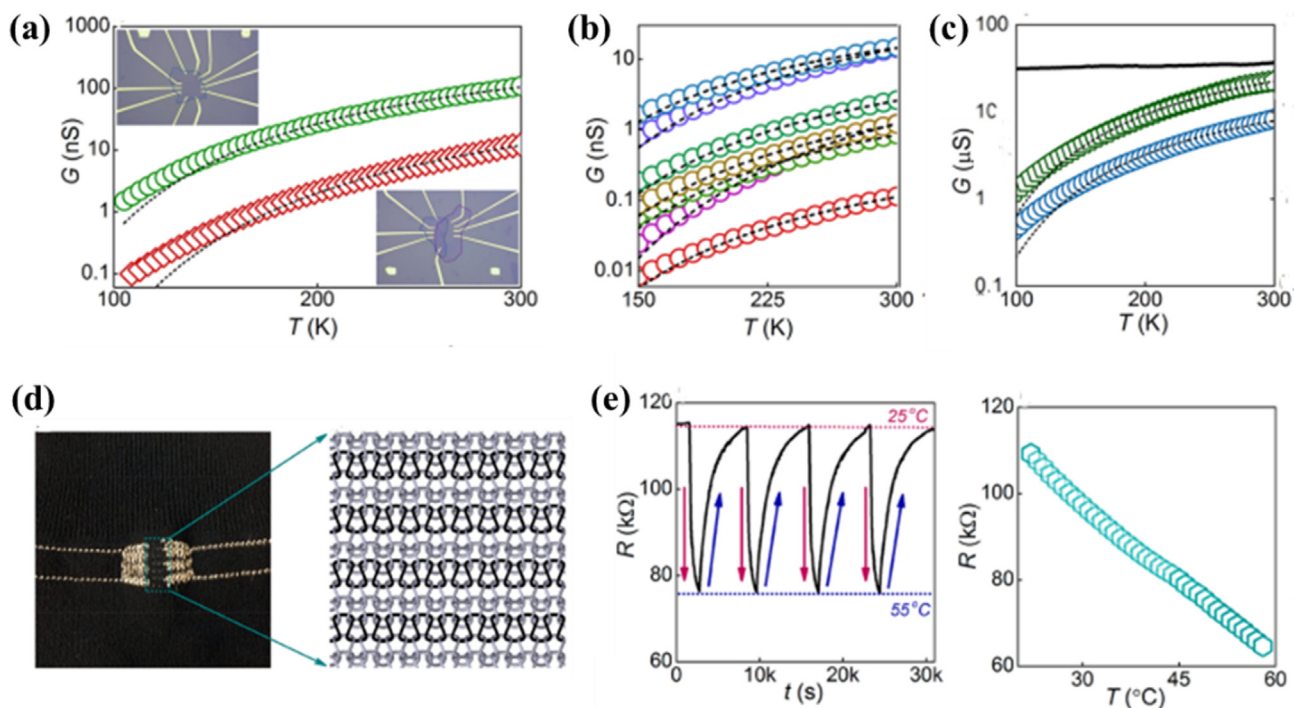 (a)
1000
100
10
1
0.1
G (nS)
100
200
300
T (K)
(b)
10
1
0.1
0.01
G (nS)
150
225
300
T (K)
(c)
100
10
1
0.1
G (µS)
100
200
300
T (K)
(d)
(e)
120
100
80
60
R (kΩ)
25°C
55°C
0
10k
20k
30k
t (s)
120
100
80
60
R (kΩ)
30
45
60
T (°C)